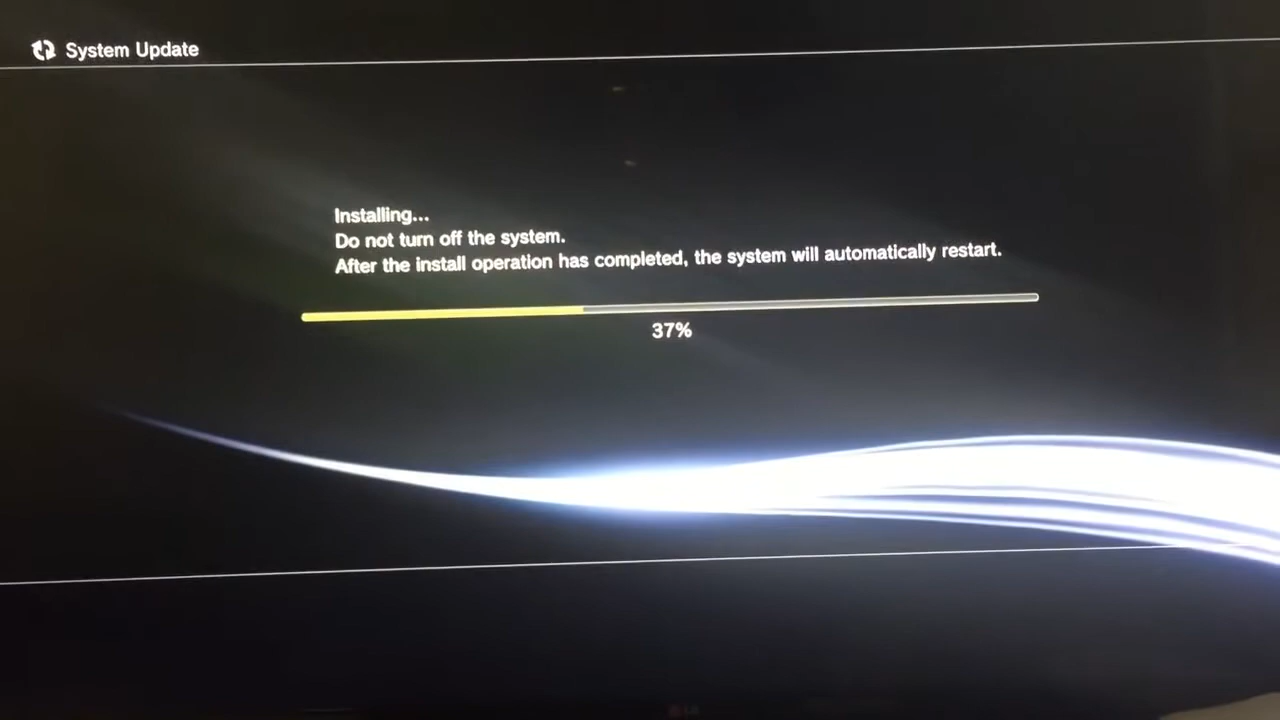 System Update
Installing...
Do not turn off the system.
After the install operation has completed, the system will automatically restart.
37%